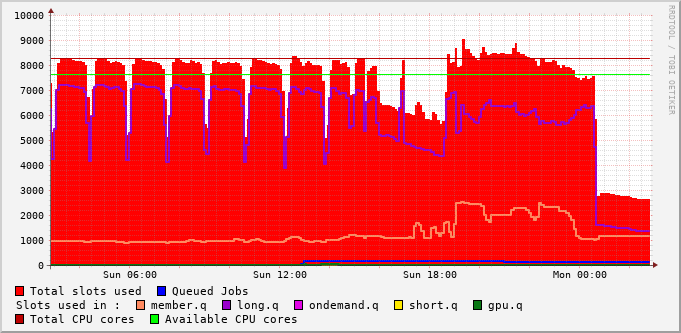 10000
9000
8000
7000
6000
5000
4000
3000
2000
1000
0
Sun 06:00 Sun 12:00 Sun 18:00 Mon 00:00
RRDTOOL / TOBI OETIKER
Total slots used Queued Jobs
Slots used in : member.q long.q ondemand.q short.q gpu.q
Total CPU cores Available CPU cores